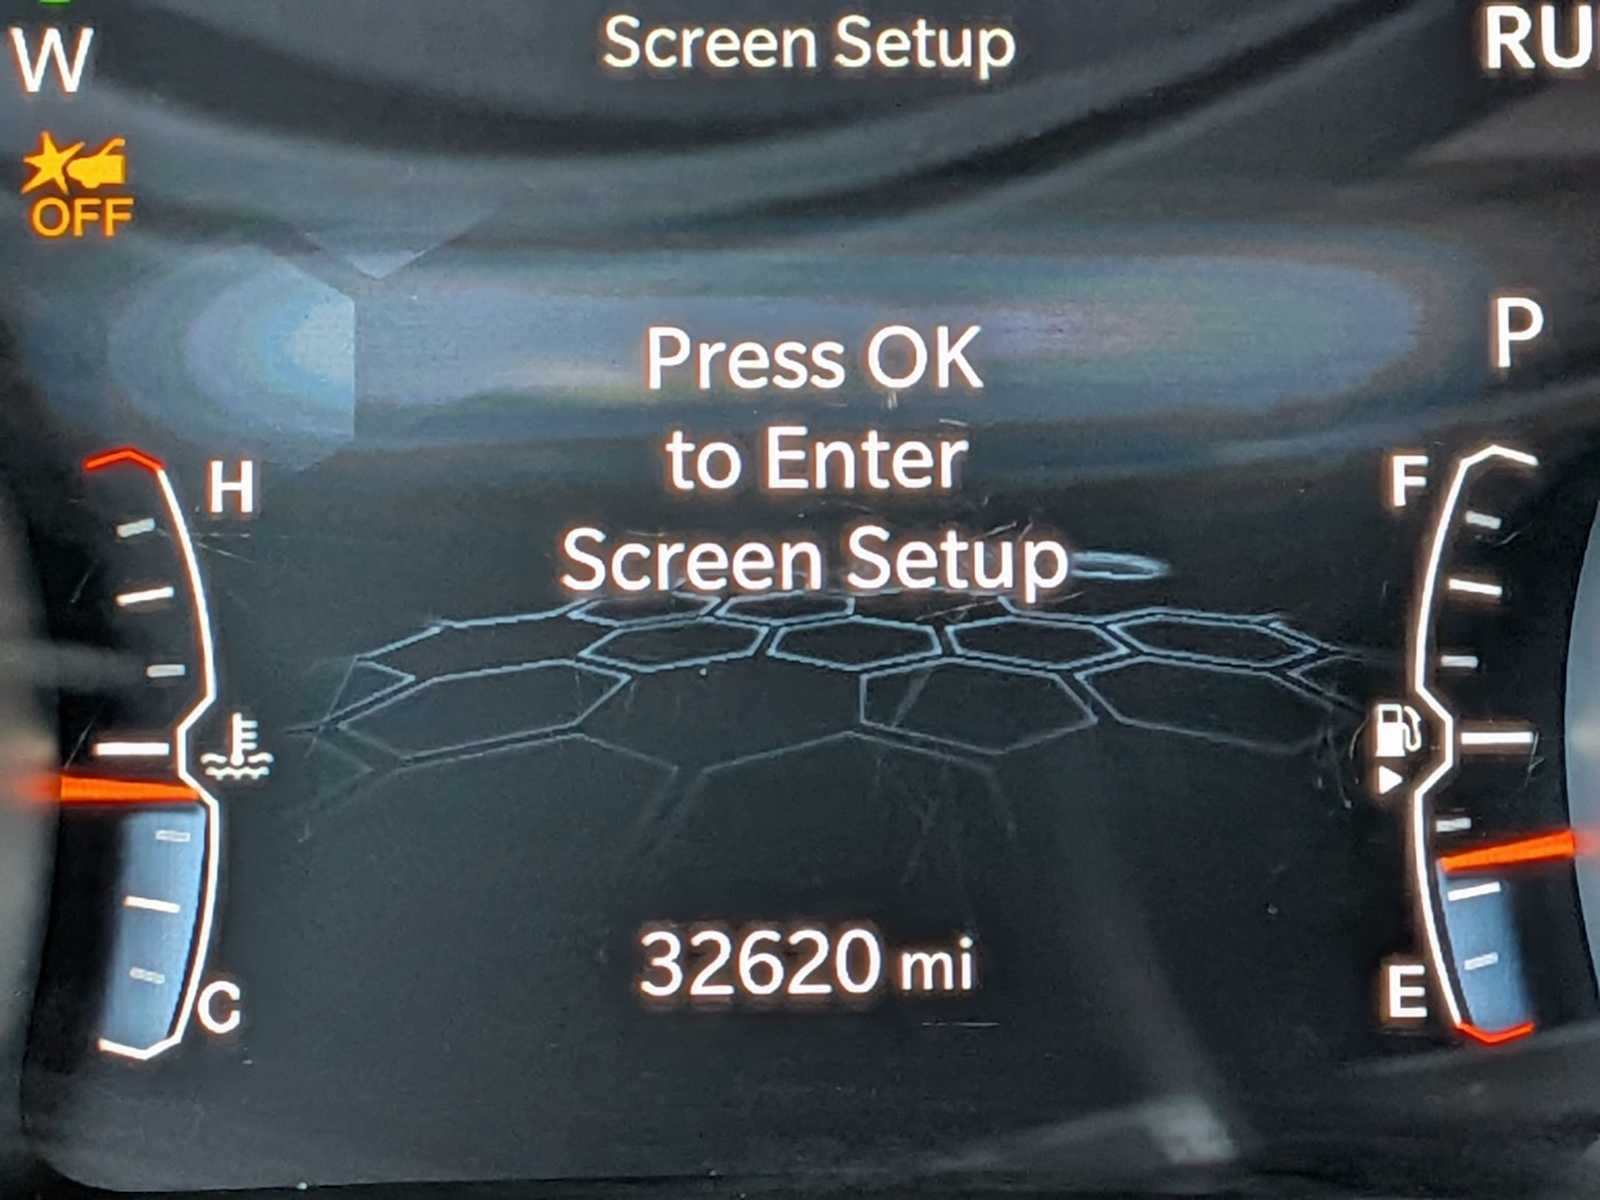 W
Screen Setup
RU
OFF
Press OK
to Enter
Screen Setup
P
H
F
C
E
32620 mi